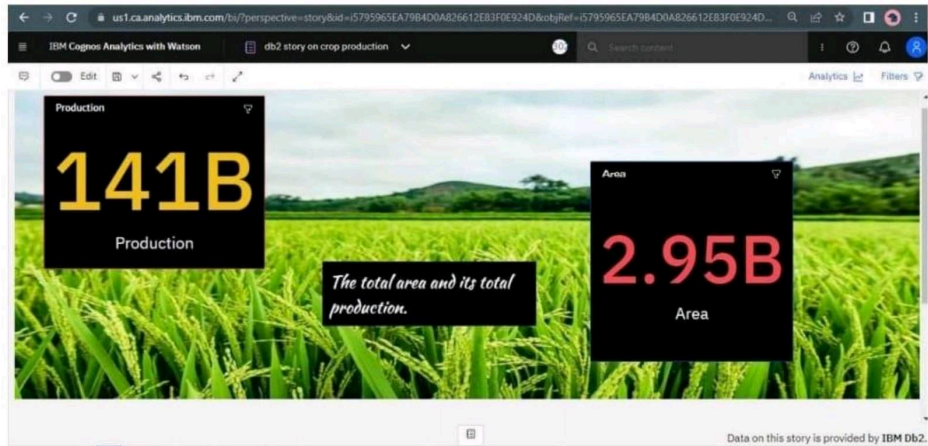 us1.ca.analytics.ibm.com/bi/?perspective=story&id=i5795965EA79B4D0A826612E83F0E924D&objRef=i5795965EA79B4D0A826612E83F0E924D...
IBM Cognos Analytics with Watson db2 story on crop production Search content
Edit Analytics Filters
Production
141B
Production
Area
2.95B
Area
The total area and its total
production.
Data on this story is provided by IBM Db2.